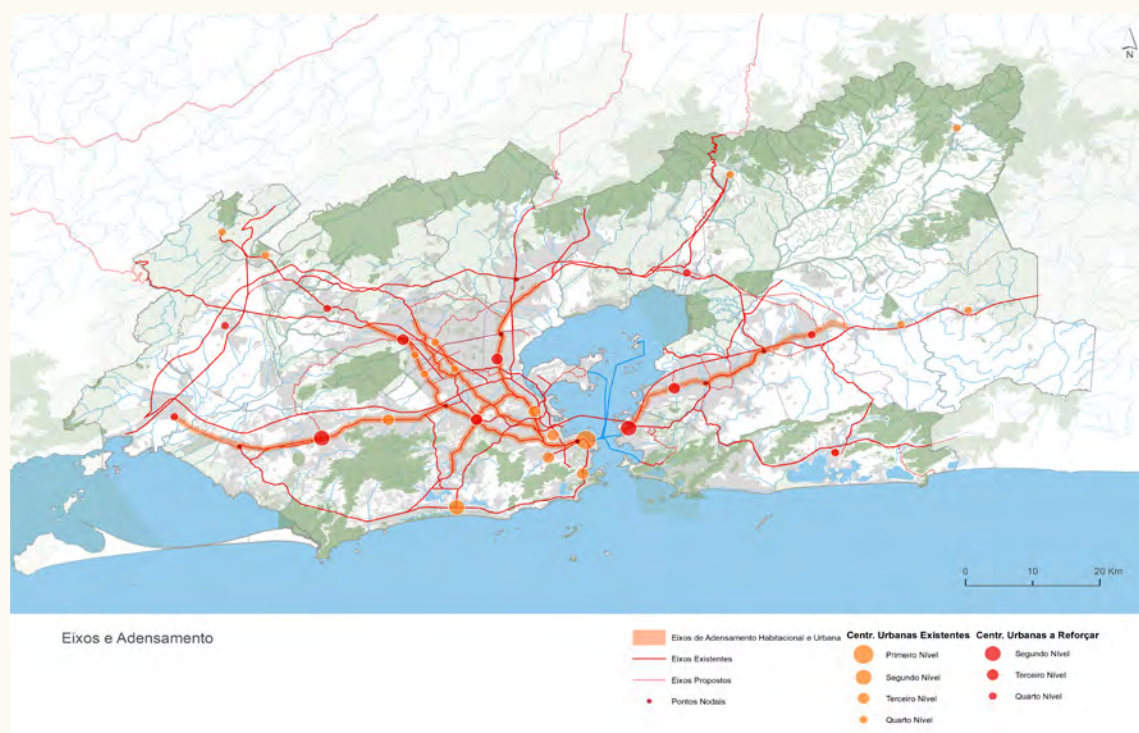 N
0 10 20 Km
Eixos e Adensamento
Eixos de Adensamento Habitacional e Urbana
Eixos Existentes
Eixos Propostos
Pontos Nodais
Centr. Urbanas Existentes
Primeiro Nível
Segundo Nível
Terceiro Nível
Quarto Nível
Centr. Urbanas a Reforçar
Segundo Nível
Terceiro Nível
Quarto Nível